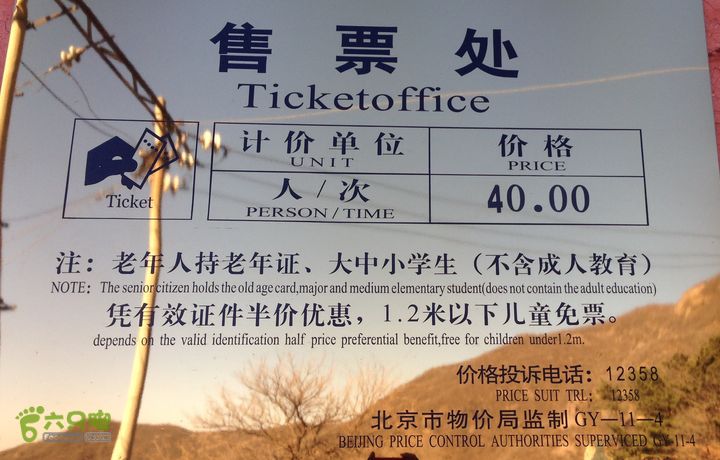 售票处
Ticketoffice
Ticket
计价单位 价格
UNIT PRICE
人/次 40.00
PERSON/TIME
注：老年人持老年证、大中小学生（不含成人教育）
NOTE: The senior citizen holds the old age card,major and medium elementary student(does not contain the adult education)
凭有效证件半价优惠，1.2米以下儿童免票。
depends on the valid identification half price preferential benefit,free for children under1.2m.
价格投诉电话：12358
PRICE SUIT TRL: 12358
北京市物价局监制 GY—11—4
BEIJING PRICE CONTROL AUTHORITIES SUPERVICED GY-11-4
六只脚